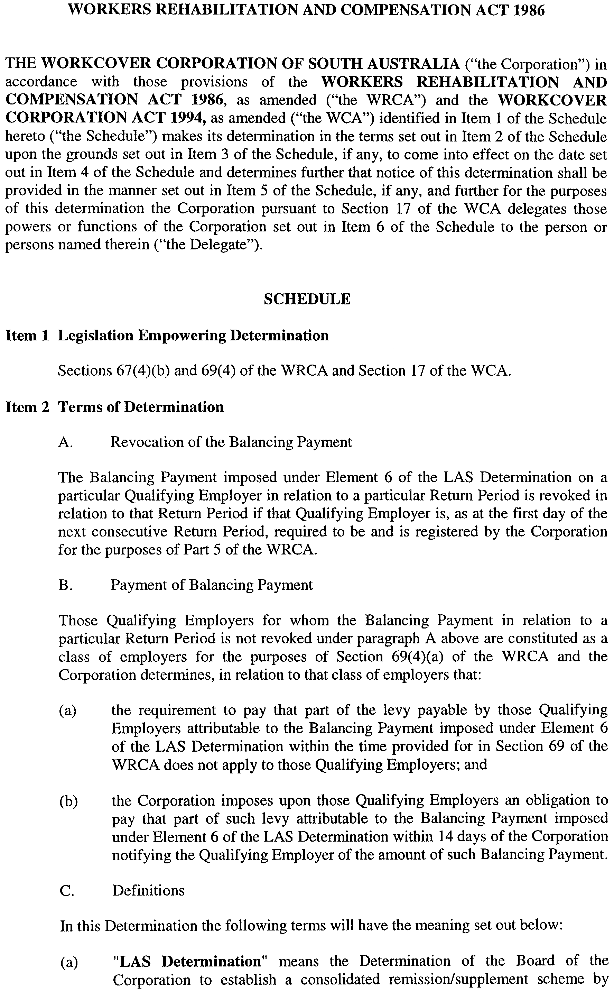 WORKERS REHABILITATION AND COMPENSATION ACT 1986
THE WORKCOVER CORPORATION OF SOUTH AUSTRALIA (“the Corporation”) in
accordance with those provisions of the WORKERS REHABILITATION AND
COMPENSATION ACT 1986, as amended (“the WRCA”) and the WORKCOVER
CORPORATION ACT 1994, as amended (“the WCA”) identified in Item 1 of the Schedule
hereto (“the Schedule”) makes its determination in the terms set out in Item 2 of the Schedule
upon the grounds set out in Item 3 of the Schedule, if any, to come into effect on the date set
out in Item 4 of the Schedule and determines further that notice of this determination shall be
provided in the manner set out in Item 5 of the Schedule, if any, and further for the purposes
of this determination the Corporation pursuant to Section 17 of the WCA delegates those
powers or functions of the Corporation set out in Item 6 of the Schedule to the person or
persons named therein (“the Delegate”).
SCHEDULE
Item 1 Legislation Empowering Determination
Sections 67(4)(b) and 69(4) of the WRCA and Section 17 of the WCA.
Item 2 Terms of Determination
A. Revocation of the Balancing Payment
The Balancing Payment imposed under Element 6 of the LAS Determination on a
particular Qualifying Employer in relation to a particular Return Period is revoked in
relation to that Return Period if that Qualifying Employer is, as at the first day of the
next consecutive Return Period, required to be and is registered by the Corporation
for the purposes of Part 5 of the WRCA.
B. Payment of Balancing Payment
Those Qualifying Employers for whom the Balancing Payment in relation to a
particular Return Period is not revoked under paragraph A above are constituted as a
class of employers for the purposes of Section 69(4)(a) of the WRCA and the
Corporation determines, in relation to that class of employers that:
(a) the requirement to pay that part of the levy payable by those Qualifying
Employers attributable to the Balancing Payment imposed under Element 6
of the LAS Determination within the time provided for in Section 69 of the
WRCA does not apply to those Qualifying Employers; and
(b) the Corporation imposes upon those Qualifying Employers an obligation to
pay that part of such levy attributable to the Balancing Payment imposed
under Element 6 of the LAS Determination within 14 days of the Corporation
notifying the Qualifying Employer of the amount of such Balancing Payment.
C. Definitions
In this Determination the following terms will have the meaning set out below:
(a) "LAS Determination" means the Determination of the Board of the
Corporation to establish a consolidated remission/supplement scheme by